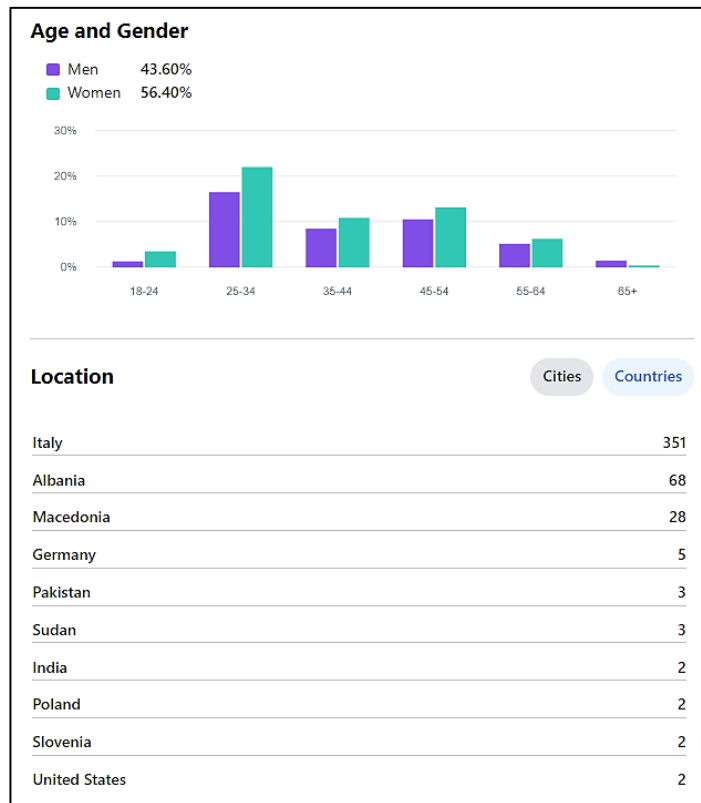 Age and Gender
Men 43.60%
Women 56.40%
30%
20%
10%
0%
18-24 25-34 35-44 45-54 55-64 65+
Location Cities Countries
Italy 351
Albania 68
Macedonia 28
Germany 5
Pakistan 3
Sudan 3
India 2
Poland 2
Slovenia 2
United States 2